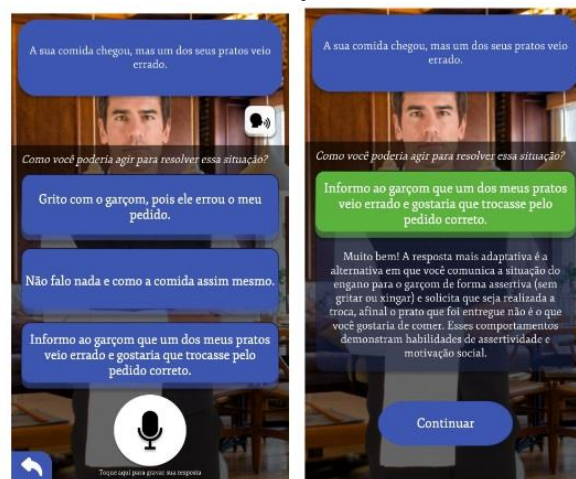 A sua comida chegou, mas um dos seus pratos veio
errado.
Como você poderia agir para resolver essa situação?
Grito com o garçom, pois ele errou o meu
pedido.
Não falo nada e como a comida assim mesmo.
Informo ao garçom que um dos meus pratos
veio errado e gostaria que trocasse pelo
pedido correto.
Toque aqui para gravar sua resposta
A sua comida chegou, mas um dos seus pratos veio
errado.
Como você poderia agir para resolver essa situação?
Informo ao garçom que um dos meus pratos
veio errado e gostaria que trocasse pelo
pedido correto.
Muito bem! A resposta mais adaptativa é a
alternativa em que você comunica a situação do
engano para o garçom de forma assertiva (sem
gritar ou xingar) e solicita que seja realizada a
troca, afinal o prato que foi entregue não é o que
você gostaria de comer. Esses comportamentos
demonstram habilidades de assertividade e
motivação social.
Continuar